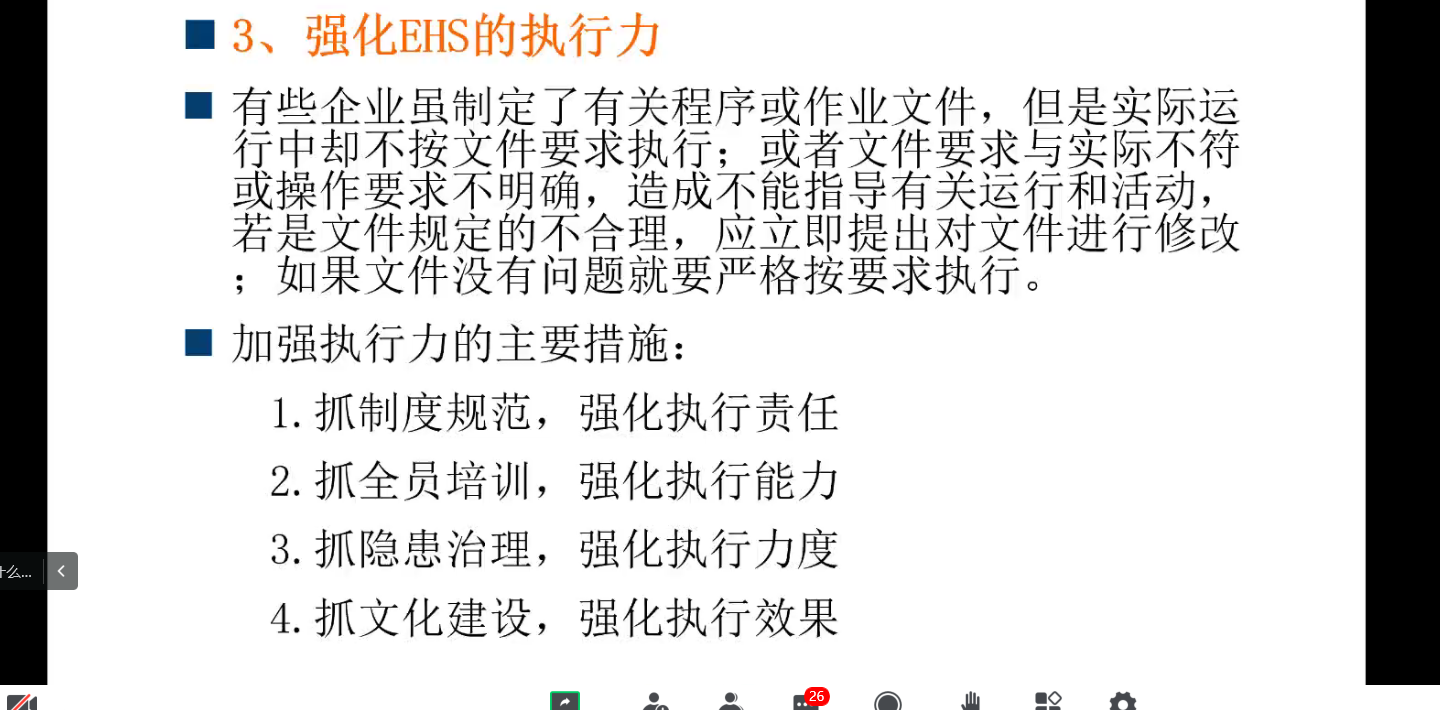 3、强化EHS的执行力
有些企业虽制定了有关程序或作业文件，但是实际运
行中却不按文件要求执行；或者文件要求与实际不符
或操作要求不明确，造成不能指导有关运行和活动，
若是文件规定的不合理，应立即提出对文件进行修改
；如果文件没有问题就要严格按要求执行。
加强执行力的主要措施：
1.抓制度规范，强化执行责任
2.抓全员培训，强化执行能力
3.抓隐患治理，强化执行力度
什么...
4.抓文化建设，强化执行效果
26